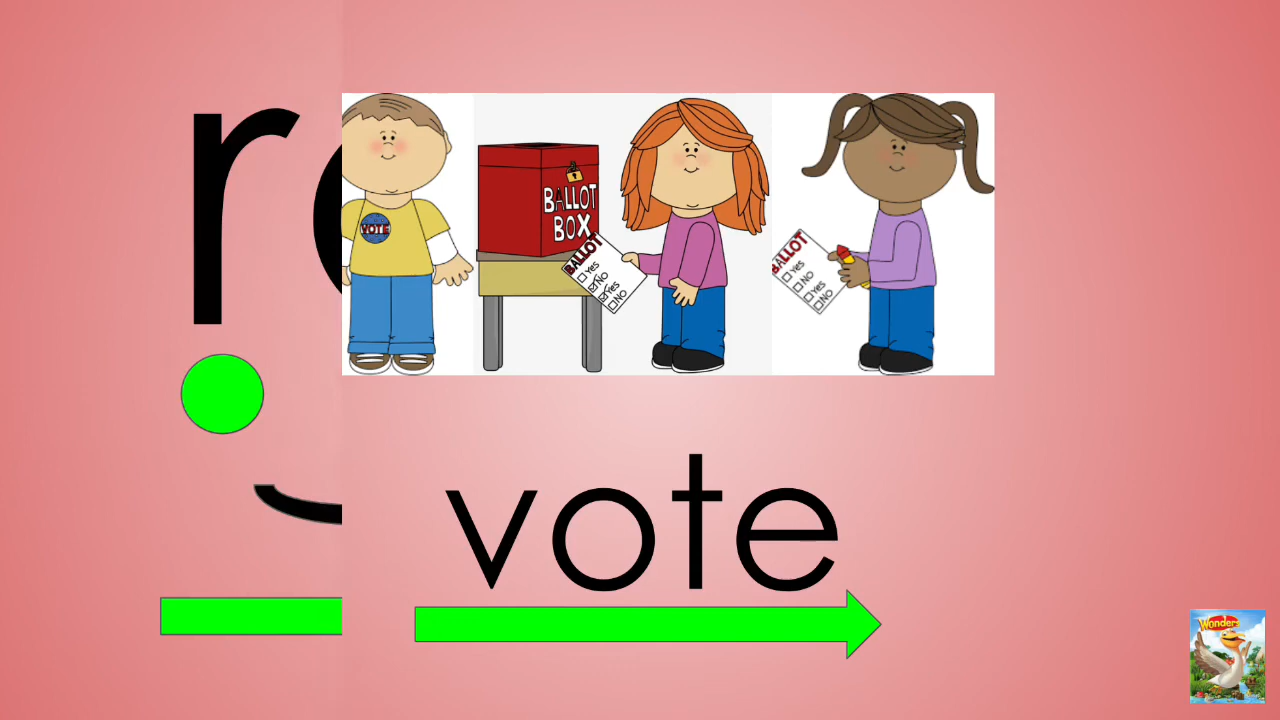 VOTE
BALLOT
BOX
BALLOT
Yes
No
Yes
No
BALLOT
Yes
No
Yes
No
vote
Wonders